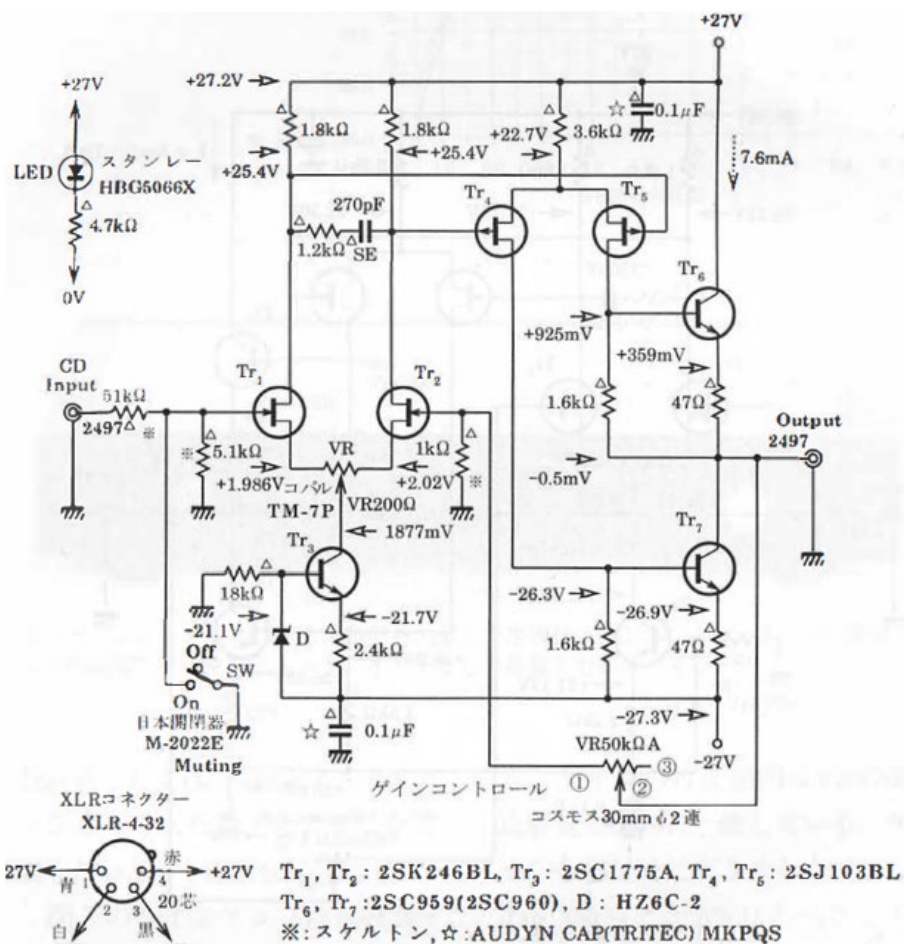 +27V
+27V
+27.2V
☆ 0.1μF
1.8kΩ
1.8kΩ
+22.7V
3.6kΩ
7.6mA
スタンレー
LED
HBG5066X
+25.4V
+25.4V
4.7kΩ
270pF
Tr4
Tr5
1.2kΩ
SE
0V
Tr6
+925mV
+359mV
CD
Input
51kΩ
Tr1
Tr2
1.6kΩ
47Ω
Output
2497
2497
※
※
5.1kΩ
VR
1kΩ
+1.986V
コパル
TM-7P
VR200Ω
+2.02V
※
-0.5mV
1877mV
Tr3
Tr7
18kΩ
-26.3V
-26.9V
-21.1V
-21.7V
D
2.4kΩ
1.6kΩ
47Ω
Off
SW
On
日本開閉器
M-2022E
Muting
☆
0.1μF
-27.3V
-27V
VR50kΩA
① ② ③
ゲインコントロール
コスモス30mmφ2連
XLRコネクター
XLR-4-32
27V
青
1
4
赤
+27V
2
3
20芯
白
黒
Tr1, Tr2 : 2SK246BL, Tr3 : 2SC1775A, Tr4, Tr5 : 2SJ103BL
Tr6, Tr7 : 2SC959(2SC960), D : HZ6C-2
※:スケルトン, ☆:AUDYN CAP(TRITEC) MKPQS